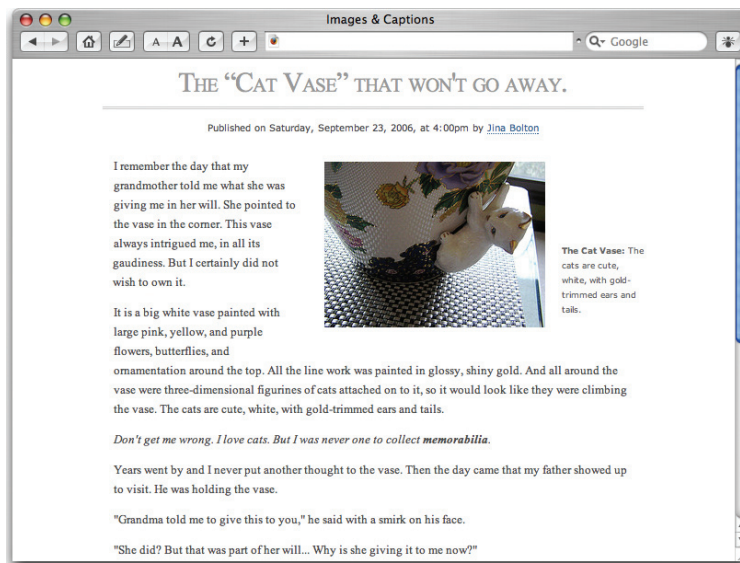 Images & Captions
A A
Google
THE “CAT VASE” THAT WON'T GO AWAY.
Published on Saturday, September 23, 2006, at 4:00pm by Jina Bolton
I remember the day that my
grandmother told me what she was
giving me in her will. She pointed to
the vase in the corner. This vase
always intrigued me, in all its
gaudiness. But I certainly did not
wish to own it.
The Cat Vase: The
cats are cute,
white, with gold-
trimmed ears and
tails.
It is a big white vase painted with
large pink, yellow, and purple
flowers, butterflies, and
ornamentation around the top. All the line work was painted in glossy, shiny gold. And all around the
vase were three-dimensional figurines of cats attached on to it, so it would look like they were climbing
the vase. The cats are cute, white, with gold-trimmed ears and tails.
Don't get me wrong. I love cats. But I was never one to collect memorabilia.
Years went by and I never put another thought to the vase. Then the day came that my father showed up
to visit. He was holding the vase.
"Grandma told me to give this to you," he said with a smirk on his face.
"She did? But that was part of her will... Why is she giving it to me now?"